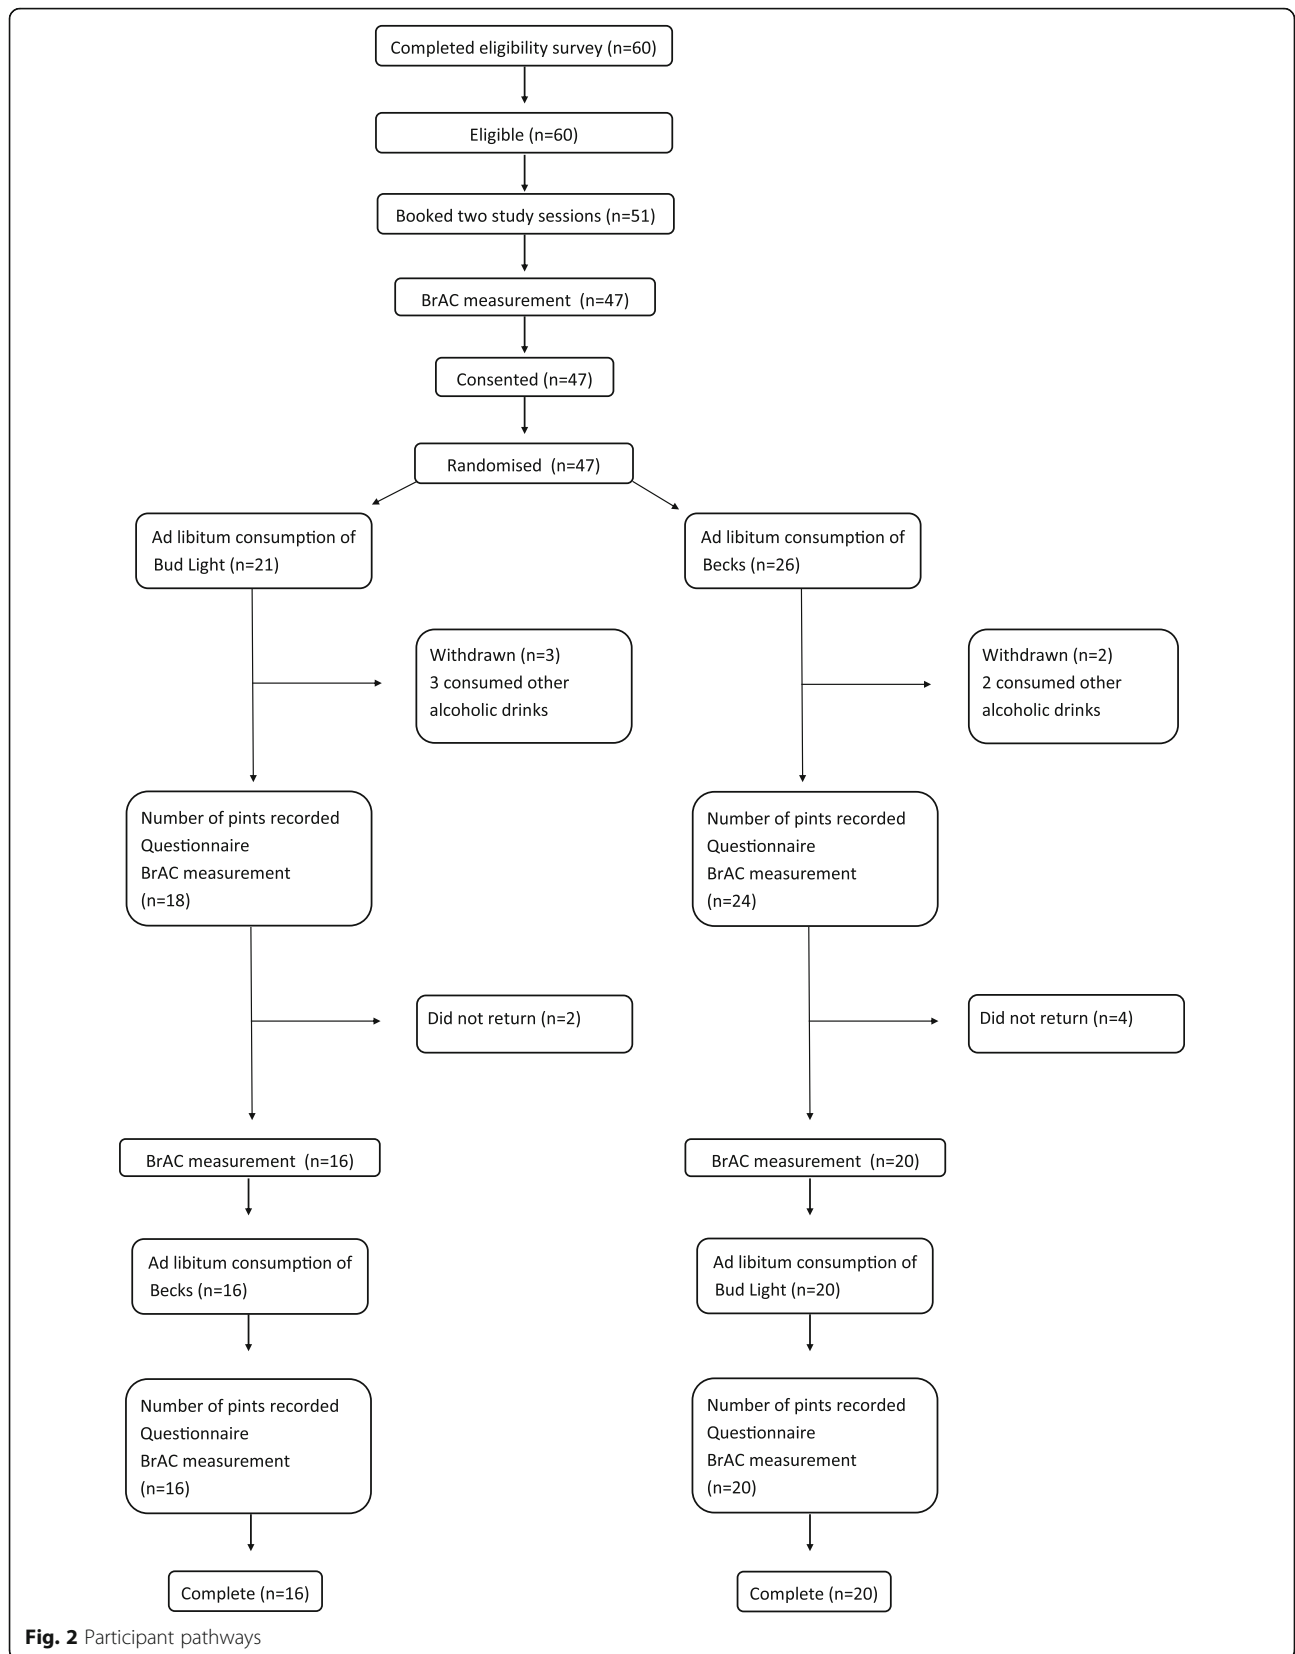 Completed eligibility survey (n=60)
Eligible (n=60)
Booked two study sessions (n=51)
BrAC measurement (n=47)
Consented (n=47)
Randomised (n=47)
Ad libitum consumption of
Bud Light (n=21)
Ad libitum consumption of
Becks (n=26)
Withdrawn (n=3)
3 consumed other
alcoholic drinks
Withdrawn (n=2)
2 consumed other
alcoholic drinks
Number of pints recorded
Questionnaire
BrAC measurement
(n=18)
Number of pints recorded
Questionnaire
BrAC measurement
(n=24)
Did not return (n=2)
Did not return (n=4)
BrAC measurement (n=16)
BrAC measurement (n=20)
Ad libitum consumption of
Becks (n=16)
Ad libitum consumption of
Bud Light (n=20)
Number of pints recorded
Questionnaire
BrAC measurement
(n=16)
Number of pints recorded
Questionnaire
BrAC measurement
(n=20)
Complete (n=16)
Complete (n=20)
Fig. 2 Participant pathways